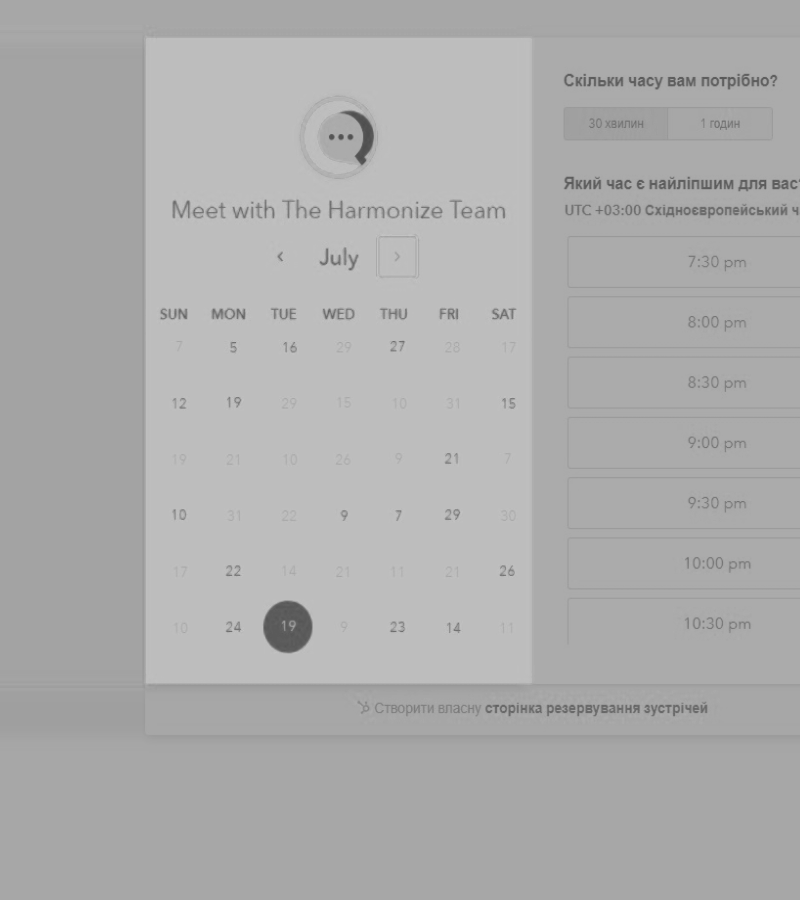 Meet with The Harmonize Team
July
SUN MON TUE WED THU FRI SAT
7 5 16 29 27 28 17
12 19 29 15 10 31 15
19 21 10 26 9 21 7
10 31 22 9 7 29 30
17 22 14 21 11 21 26
10 24 19 9 23 14 11
Скільки часу вам потрібно?
30 хвилин 1 годин
Який час є найліпшим для вас
UTC +03:00 Східноєвропейський
7:30 pm
8:00 pm
8:30 pm
9:00 pm
9:30 pm
10:00 pm
10:30 pm
Створити власну сторінка резервування зустрічей